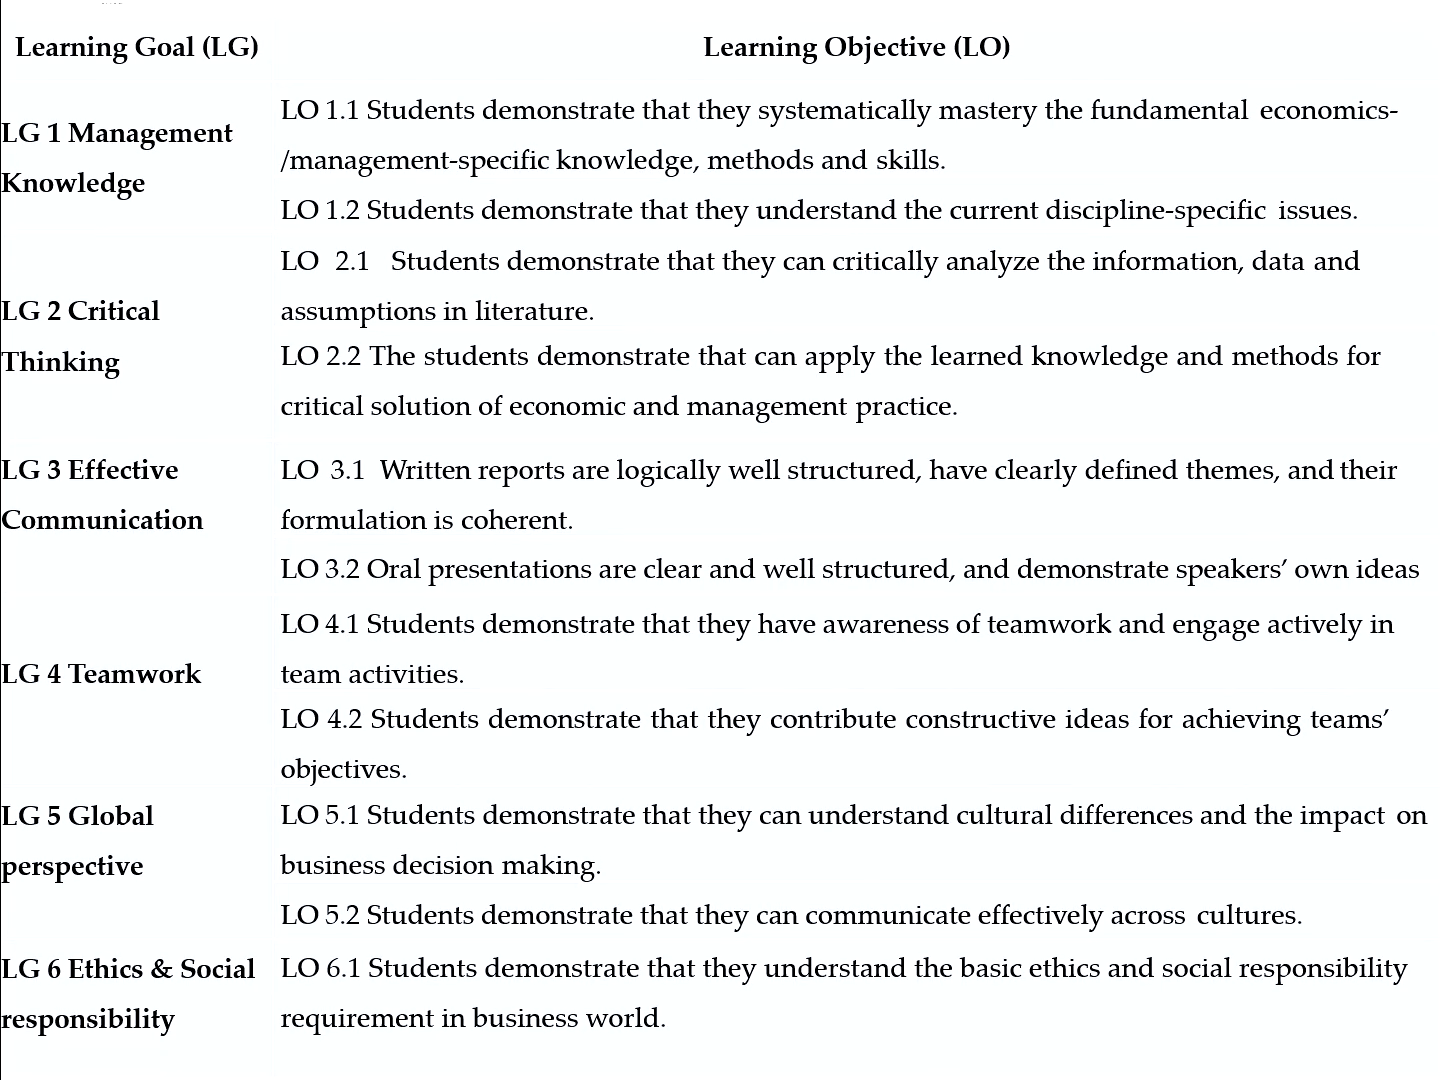 Learning Goal (LG) Learning Objective (LO)
LG 1 Management
Knowledge
LO 1.1 Students demonstrate that they systematically mastery the fundamental economics-
/management-specific knowledge, methods and skills.
LO 1.2 Students demonstrate that they understand the current discipline-specific issues.
LG 2 Critical
Thinking
LO 2.1 Students demonstrate that they can critically analyze the information, data and
assumptions in literature.
LO 2.2 The students demonstrate that can apply the learned knowledge and methods for
critical solution of economic and management practice.
LG 3 Effective
Communication
LO 3.1 Written reports are logically well structured, have clearly defined themes, and their
formulation is coherent.
LO 3.2 Oral presentations are clear and well structured, and demonstrate speakers’ own ideas
LG 4 Teamwork
LO 4.1 Students demonstrate that they have awareness of teamwork and engage actively in
team activities.
LO 4.2 Students demonstrate that they contribute constructive ideas for achieving teams’
objectives.
LG 5 Global
perspective
LO 5.1 Students demonstrate that they can understand cultural differences and the impact on
business decision making.
LO 5.2 Students demonstrate that they can communicate effectively across cultures.
LG 6 Ethics & Social
responsibility
LO 6.1 Students demonstrate that they understand the basic ethics and social responsibility
requirement in business world.